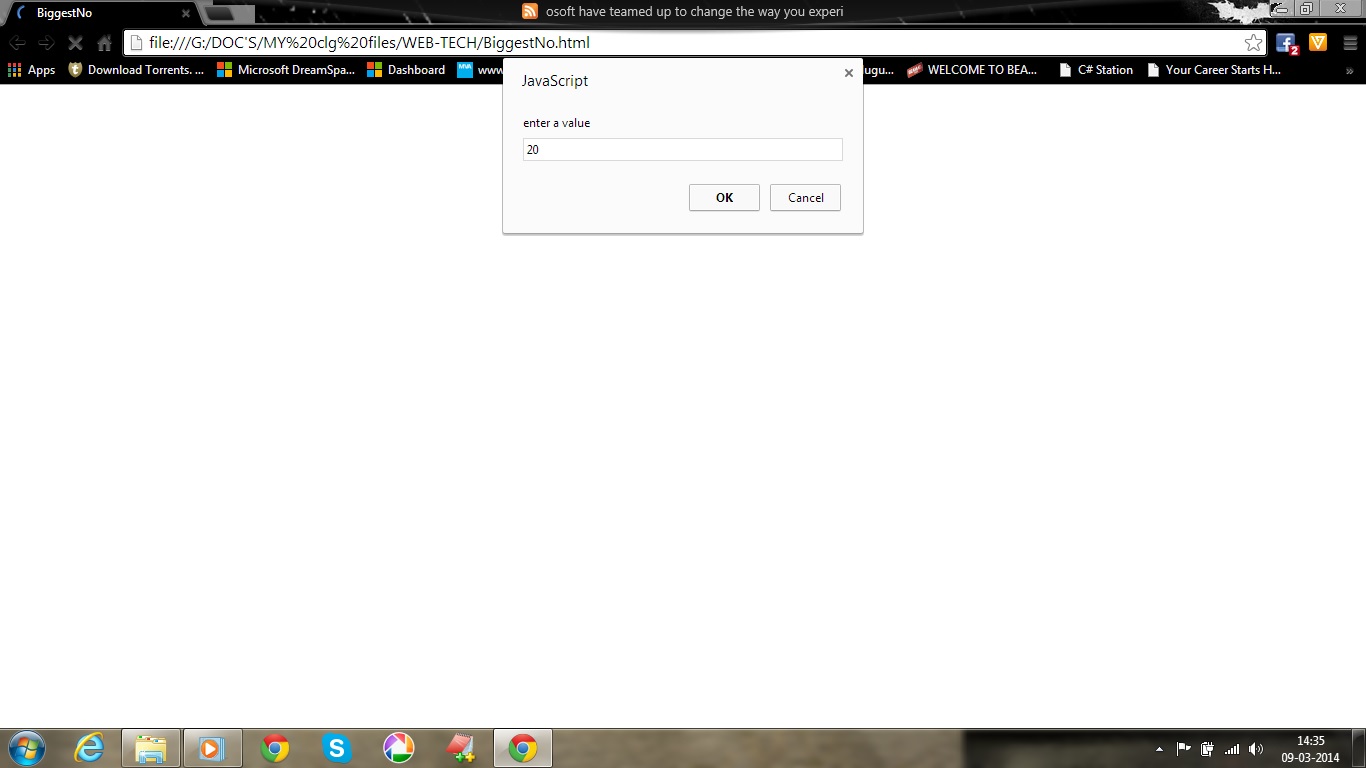 BiggestNo
osoft have teamed up to change the way you experi
file:///G:/DOC'S/MY%20clg%20files/WEB-TECH/BiggestNo.html
2
Apps
Download Torrents. ...
Microsoft DreamSpa...
Dashboard
MVA
www
ugu...
WELCOME TO BEA...
C# Station
Your Career Starts H...
»
JavaScript
enter a value
20
OK
Cancel
14:35
09-03-2014